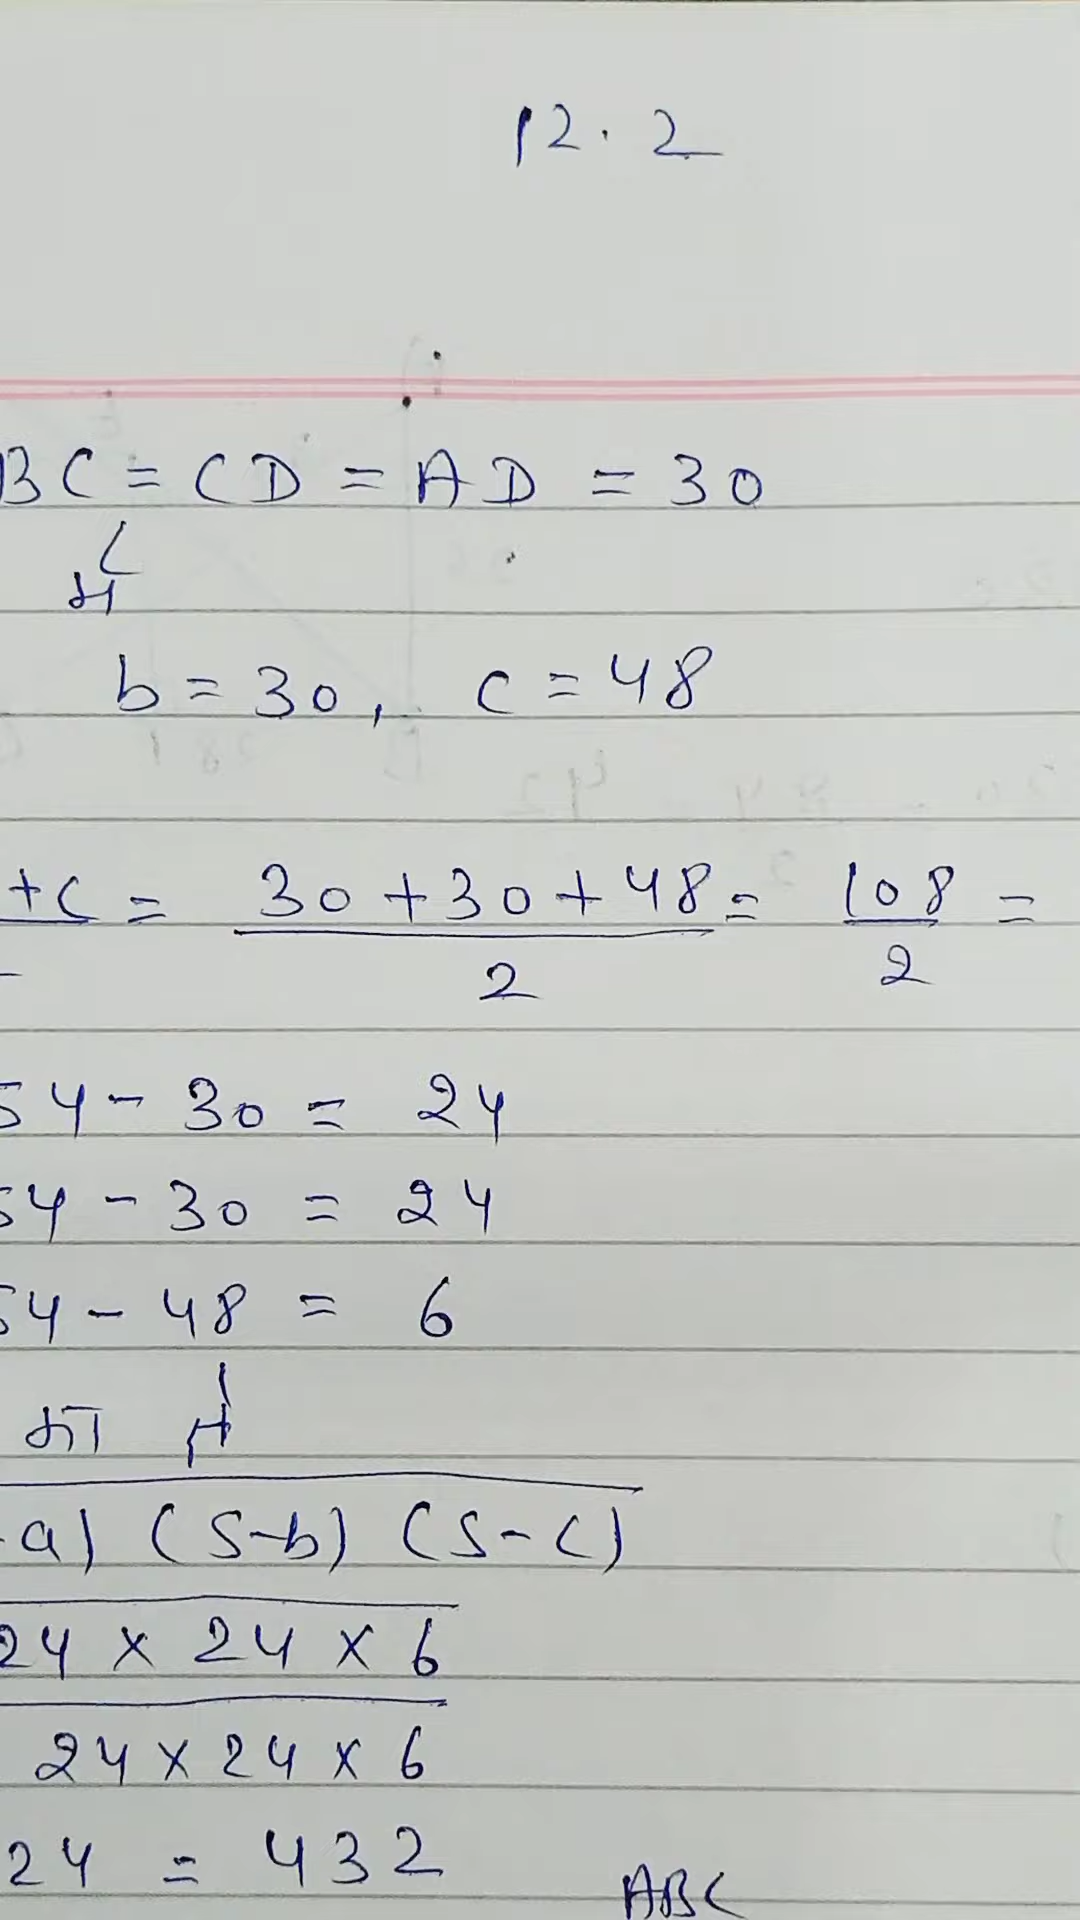 12.2
BC = CD = AD = 30
में
b = 30, c = 48
+c = 30 + 30 + 48 = 108 =
2 2
54 - 30 = 24
54 - 30 = 24
54 - 48 = 6
का
-a) (S-b) (S-c)
24 × 24 × 6
24 × 24 × 6
24 = 432
ABC